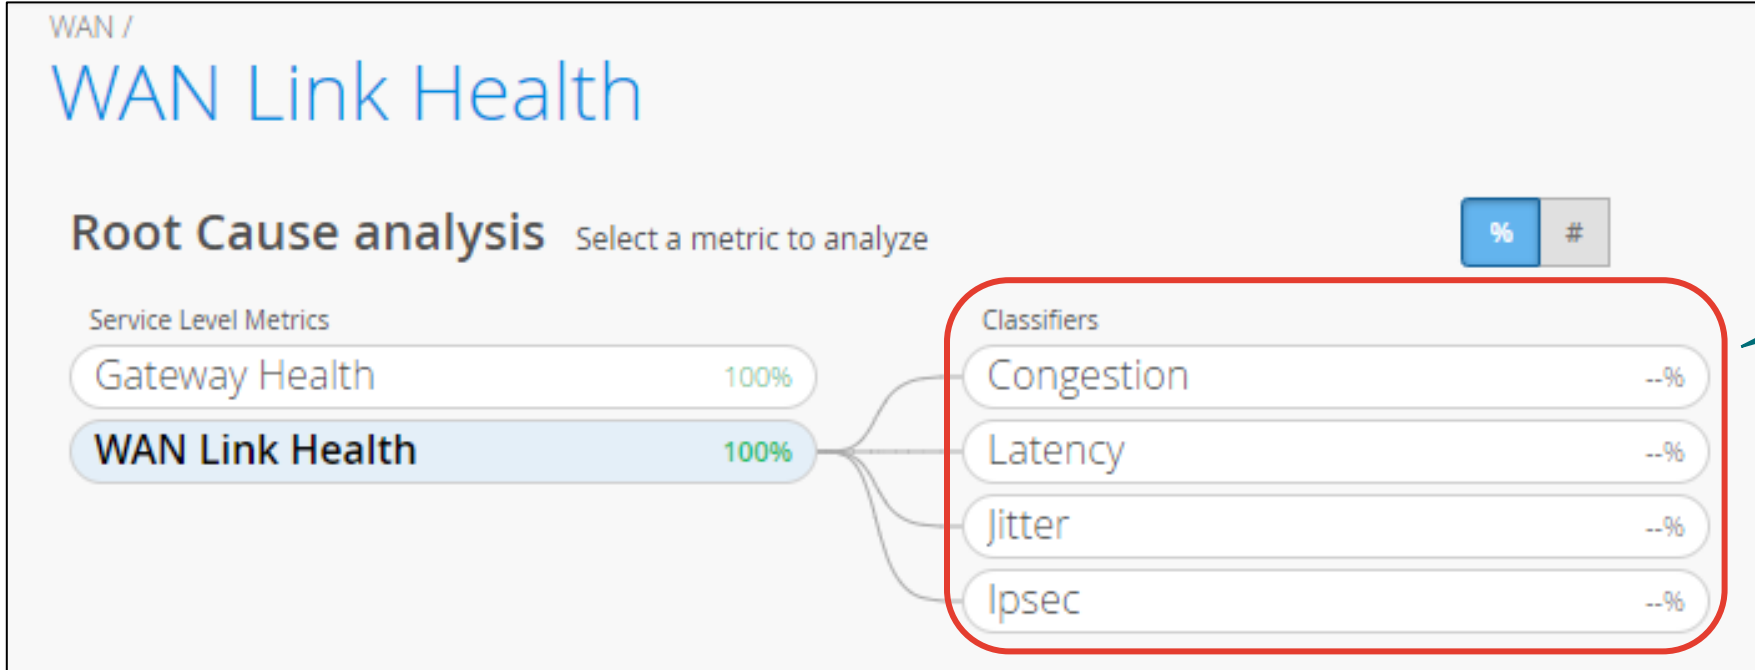 WAN /
WAN Link Health
Root Cause analysis Select a metric to analyze
% #
Service Level Metrics
Gateway Health 100%
WAN Link Health 100%
Classifiers
Congestion --%
Latency --%
Jitter --%
Ipsec --%